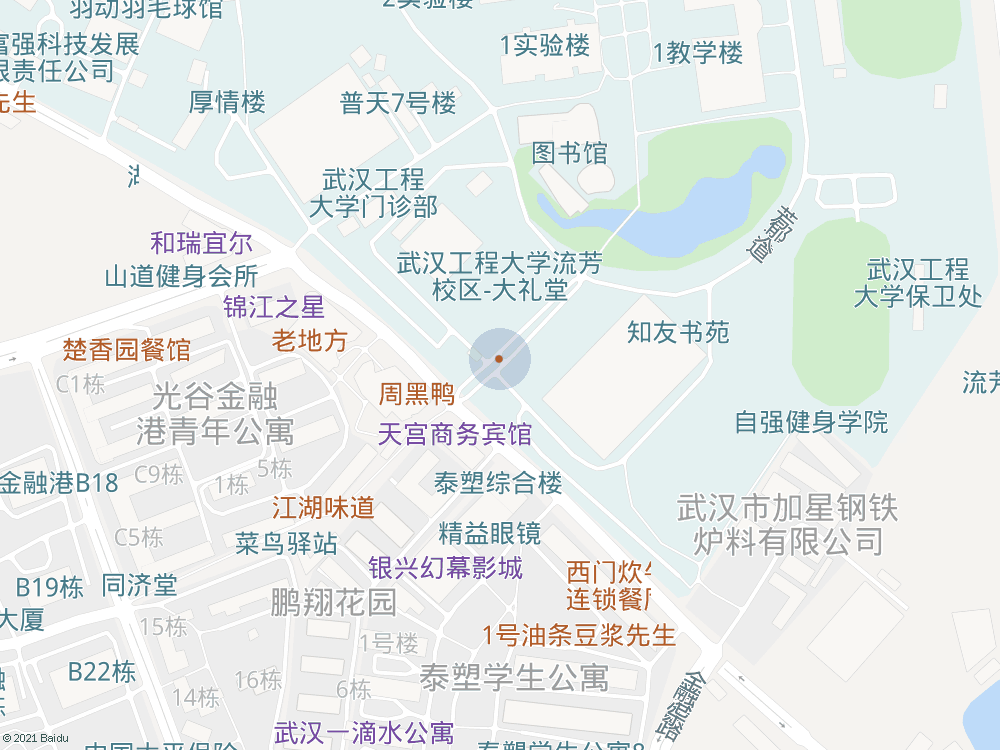 羽动羽毛球馆
2实验楼
富强科技发展
限责任公司
先生
1实验楼
1教学楼
厚情楼
普天7号楼
图书馆
武汉工程
大学门诊部
湖
和瑞宜尔
山道健身会所
武汉工程大学流芳
校区-大礼堂
武汉工程
大学保卫处
锦江之星
老地方
知友书苑
楚香园餐馆
C1栋
周黑鸭
流芳
光谷金融
港青年公寓
天宫商务宾馆
自强健身学院
C9栋
5栋
1栋
金融港B18
泰塑综合楼
江湖味道
武汉市加星钢铁
炉料有限公司
C5栋
菜鸟驿站
精益眼镜
银兴幻幕影城
B19栋
同济堂
鹏翔花园
西门炊牛
连锁餐厅
大厦
15栋
1号楼
1号油条豆浆先生
B22栋
16栋
14栋
6栋
泰塑学生公寓
金融港路
武汉一滴水公寓
中国太平保险
泰塑学生公寓8
© 2021 Baidu